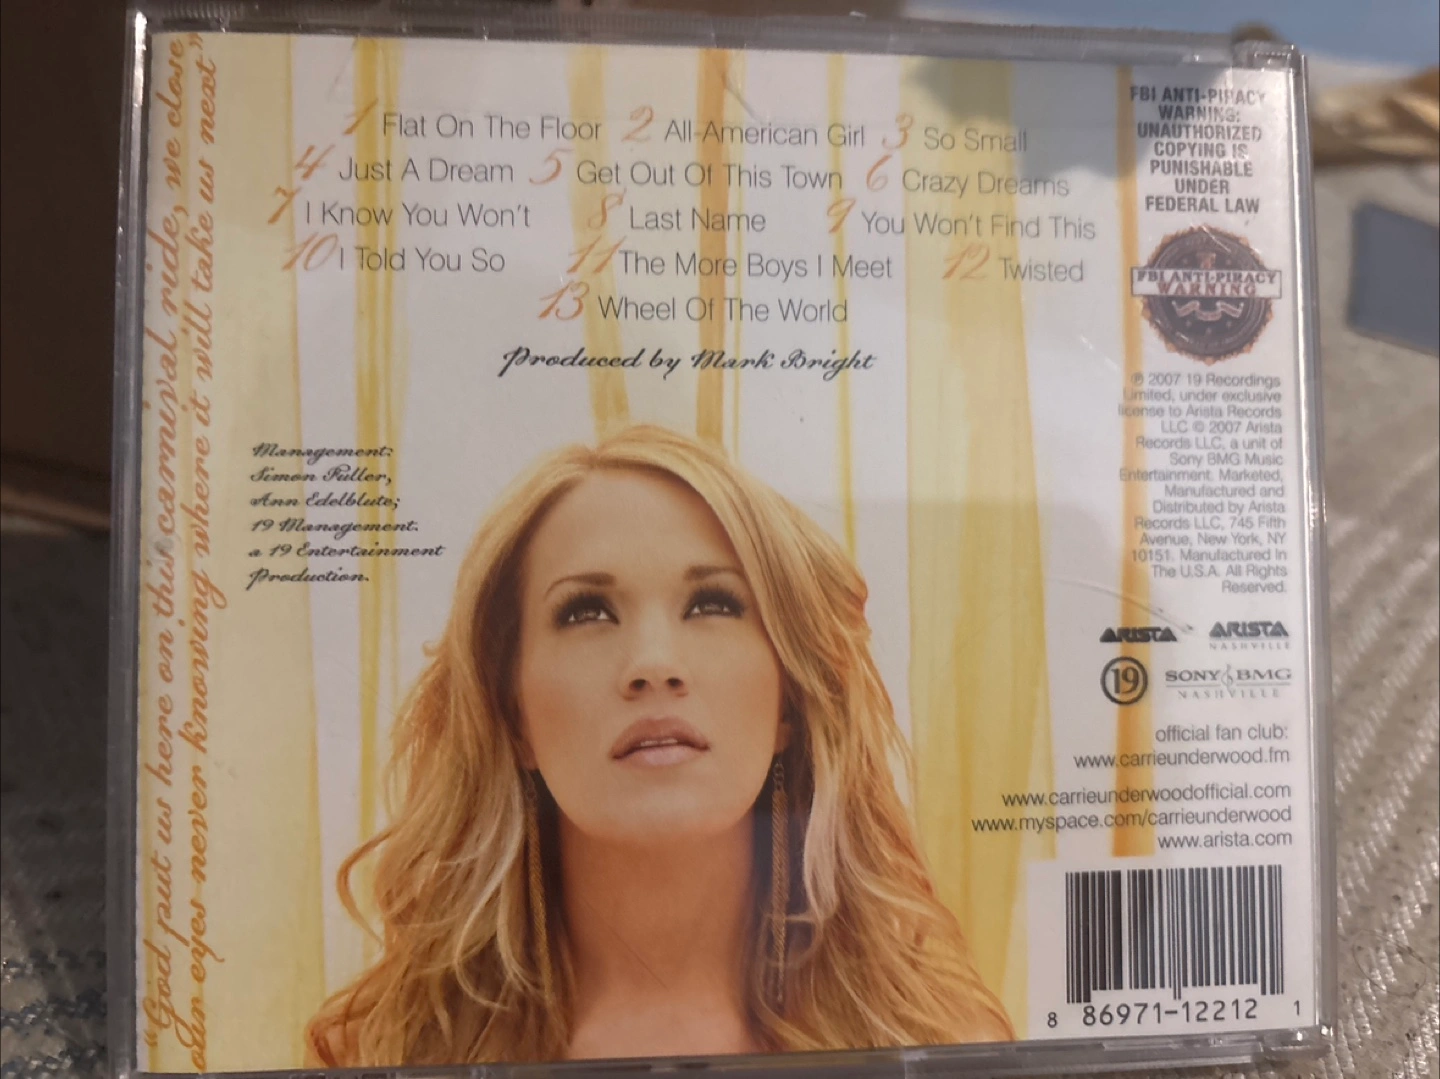 1 Flat On The Floor 2 All-American Girl 3 So Small
4 Just A Dream 5 Get Out Of This Town 6 Crazy Dreams
7 I Know You Won't 8 Last Name 9 You Won't Find This
10 I Told You So 11 The More Boys I Meet 12 Twisted
13 Wheel Of The World
Produced by Mark Bright
Management:
Simon Fuller,
Ann Edelblute;
19 Management.
a 19 Entertainment
Production.
"God put us here on this carnival ride, we close
our eyes never knowing where it will take us next"
FBI ANTI-PIRACY
WARNING:
UNAUTHORIZED
COPYING IS
PUNISHABLE
UNDER
FEDERAL LAW
FBI ANTI-PIRACY
WARNING
℗ 2007 19 Recordings
Limited, under exclusive
license to Arista Records
LLC © 2007 Arista
Records LLC, a unit of
Sony BMG Music
Entertainment. Marketed,
Manufactured and
Distributed by Arista
Records LLC, 745 Fifth
Avenue, New York, NY
10151. Manufactured In
The U.S.A. All Rights
Reserved.
ARISTA ARISTA
NASHVILLE
19 SONY BMG
NASHVILLE
official fan club:
www.carrieunderwood.fm
www.carrieunderwoodofficial.com
www.myspace.com/carrieunderwood
www.arista.com
8 86971-12212 1